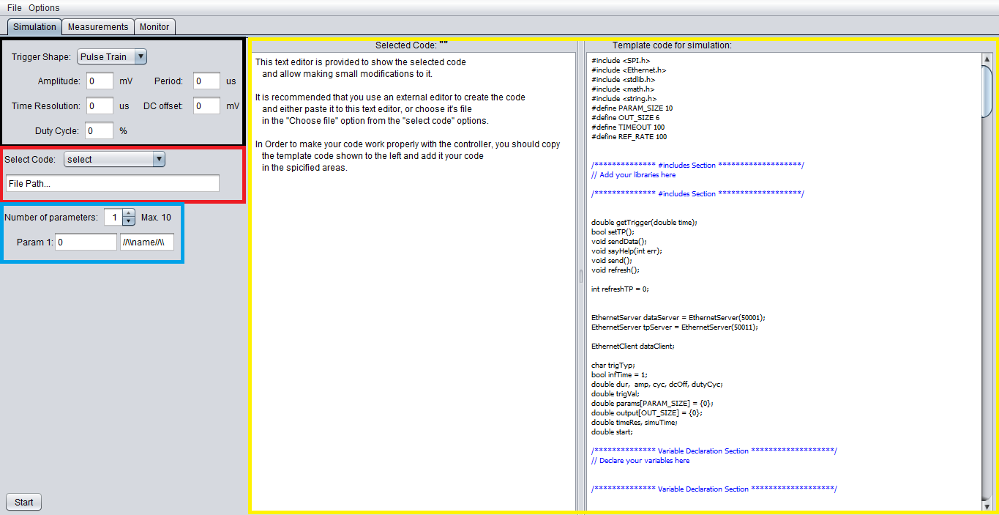 File Options
Simulation Measurements Monitor
Trigger Shape: Pulse Train
Amplitude: 0 mV Period: 0 us
Time Resolution: 0 us DC offset: 0 mV
Duty Cycle: 0 %
Select Code: select
File Path...
Number of parameters: 1 Max. 10
Param 1: 0 //\\name//\\
Start
Selected Code: ""
This text editor is provided to show the selected code
and allow making small modifications to it.
It is recommended that you use an external editor to create the code
and either paste it to this text editor, or choose it's file
in the "Choose file" option from the "select code" options.
In Order to make your code work properly with the controller, you should copy
the template code shown to the left and add it your code
in the spicified areas.
Template code for simulation:
#include <SPI.h>
#include <Ethernet.h>
#include <stdlib.h>
#include <math.h>
#include <string.h>
#define PARAM_SIZE 10
#define OUT_SIZE 6
#define TIMEOUT 100
#define REF_RATE 100
/************** #includes Section *******************/
// Add your libraries here
/************** #includes Section *******************/
double getTrigger(double time);
bool setTP();
void sendData();
void sayHelp(int err);
void send();
void refresh();
int refreshTP = 0;
EthernetServer dataServer = EthernetServer(50001);
EthernetServer tpServer = EthernetServer(50011);
EthernetClient dataClient;
char trigTyp;
bool infTime = 1;
double dur, amp, cyc, dcOff, dutyCyc;
double trigVal;
double params[PARAM_SIZE] = {0};
double output[OUT_SIZE] = {0};
double timeRes, simuTime;
double start;
/************** Variable Declaration Section *******************/
// Declare your variables here
/************** Variable Declaration Section *******************/